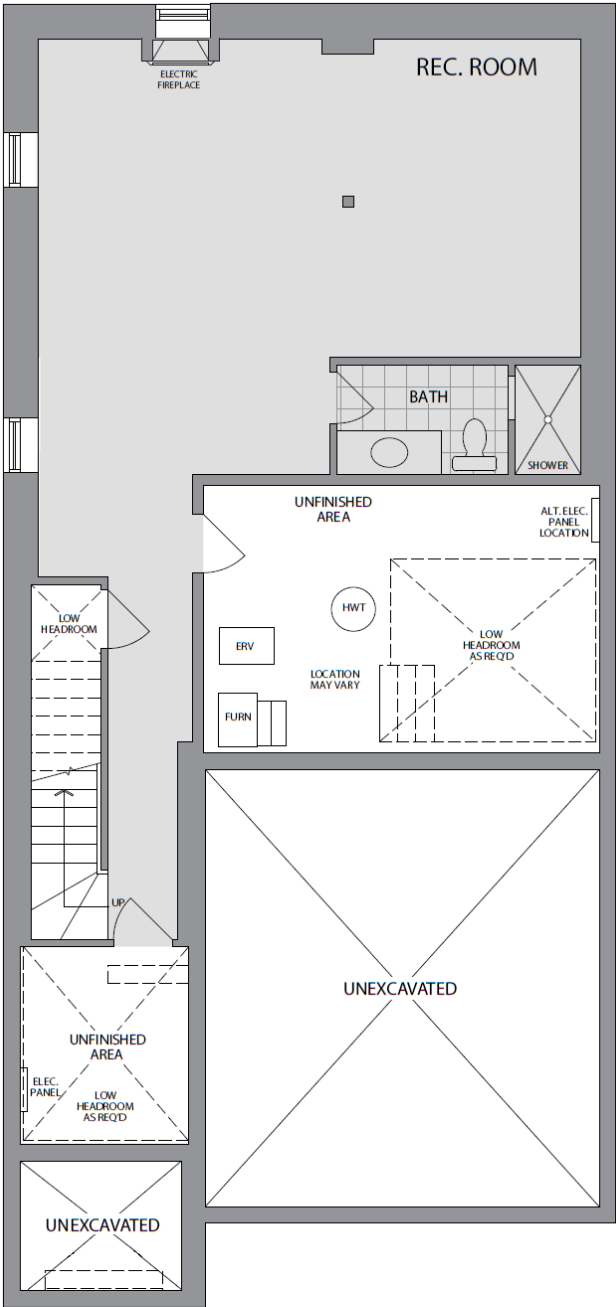 REC. ROOM
ELECTRIC
FIREPLACE
BATH
SHOWER
UNFINISHED
AREA
ALT. ELEC.
PANEL
LOCATION
LOW
HEADROOM
HWT
ERV
LOW
HEADROOM
AS REQ'D
LOCATION
MAY VARY
FURN
UP
UNEXCAVATED
UNFINISHED
AREA
ELEC.
PANEL
LOW
HEADROOM
AS REQ'D
UNEXCAVATED